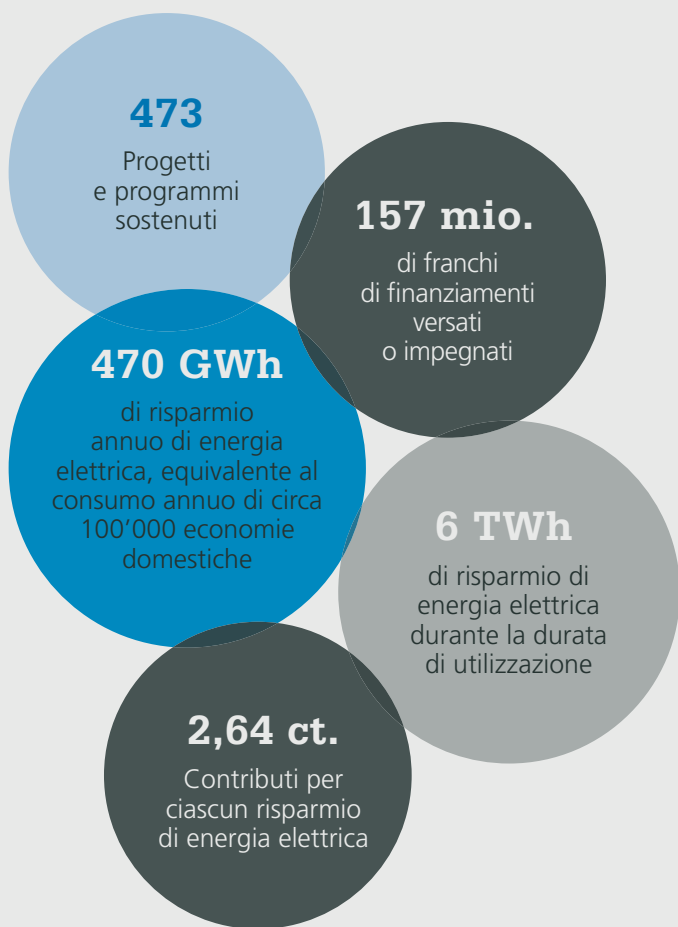 473
Progetti
e programmi
sostenuti
157 mio.
di franchi
di finanziamenti
versati
o impegnati
470 GWh
di risparmio
annuo di energia
elettrica, equivalente al
consumo annuo di circa
100’000 economie
domestiche
6 TWh
di risparmio di
energia elettrica
durante la durata
di utilizzazione
2,64 ct.
Contributi per
ciascun risparmio
di energia elettrica